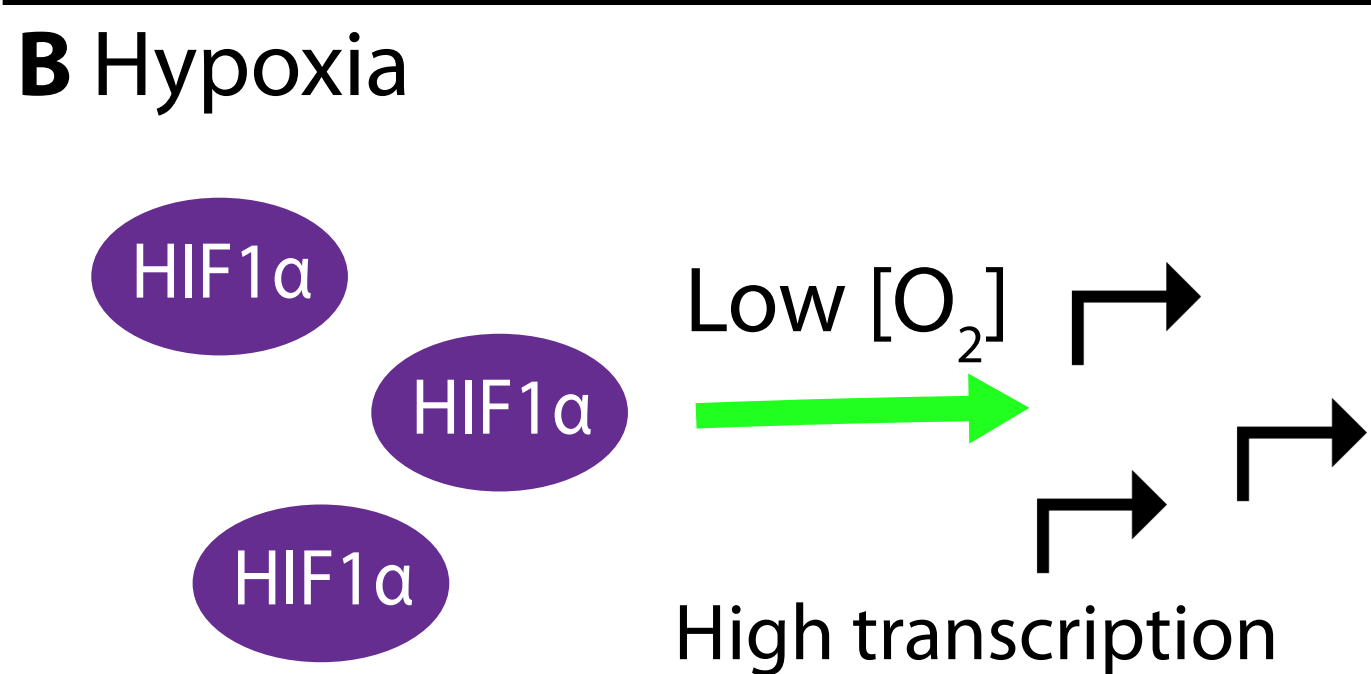 B Hypoxia
HIF1α
HIF1α
HIF1α
Low [O₂]
High transcription